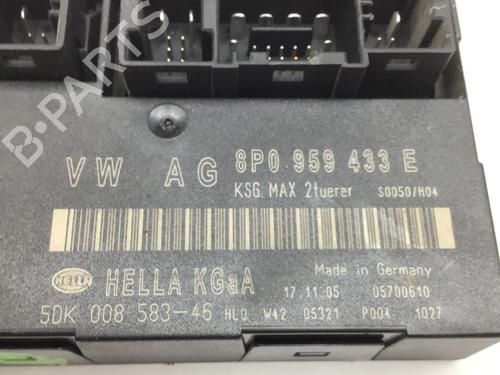 B-PARTS
VW AG 8P0 959 433 E
KSG MAX 2tuerer S0050/H04
HELLA HELLA KGaA Made in Germany
17.11.05 05700610
5DK 008 583-46 HLO W42 05321 P004 1027